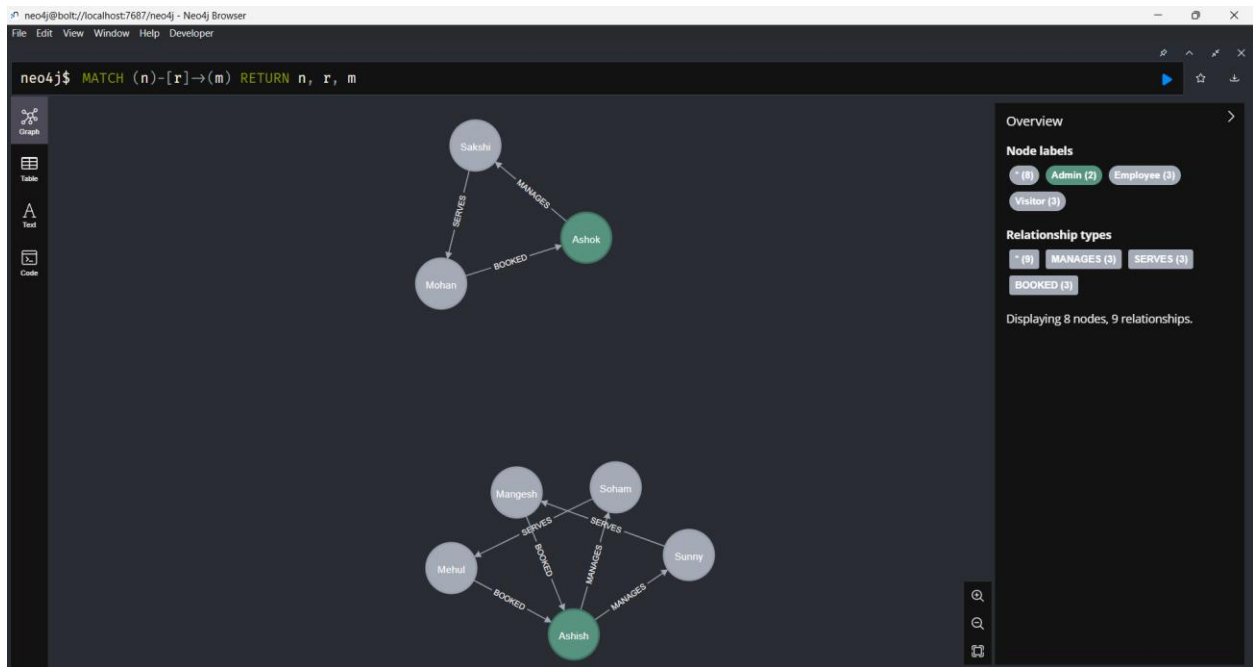 neo4j@bolt://localhost:7687/neo4j - Neo4j Browser
File Edit View Window Help Developer
neo4j$ MATCH (n)-[r]→(m) RETURN n, r, m
Graph
Table
Text
Code
Sakshi
MANAGES
SERVES
Ashok
BOOKED
Mohan
Mangesh
Soham
SERVES
SERVES
BOOKED
MANAGES
Sunny
Mehul
BOOKED
MANAGES
Ashish
Overview
Node labels
* (8) Admin (2) Employee (3)
Visitor (3)
Relationship types
* (9) MANAGES (3) SERVES (3)
BOOKED (3)
Displaying 8 nodes, 9 relationships.